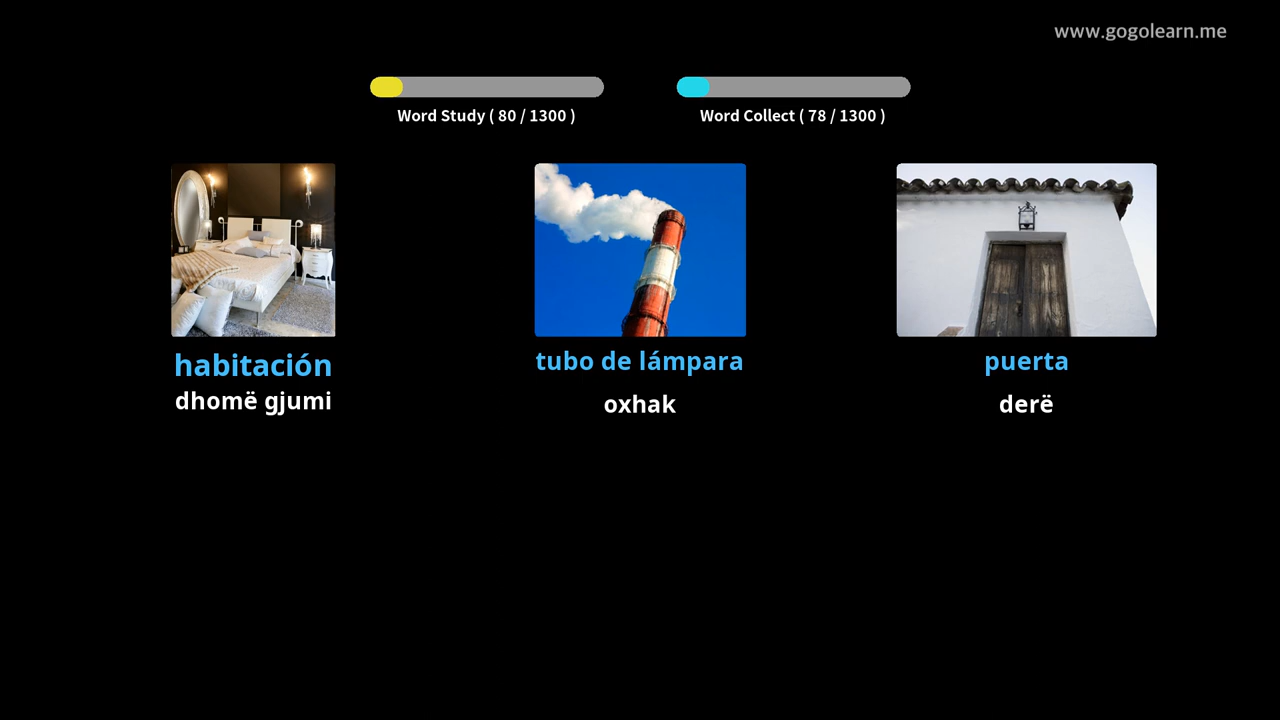 www.gogolearn.me
Word Study ( 80 / 1300 )
Word Collect ( 78 / 1300 )
habitación
dhomë gjumi
tubo de lámpara
oxhak
puerta
derë